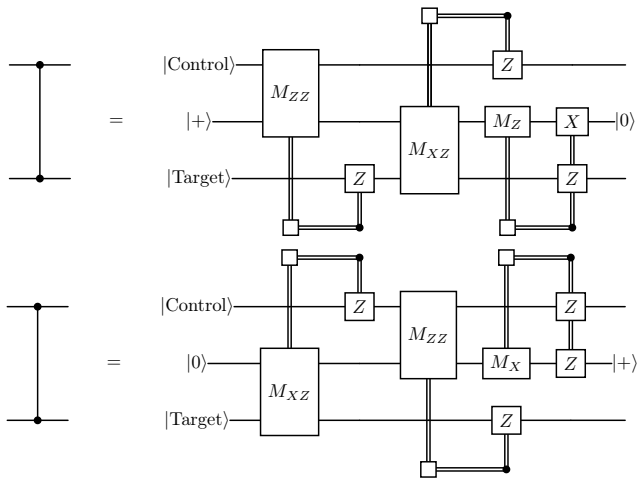 |Control⟩ M_{ZZ} Z
= |+⟩ M_{XZ} M_Z X |0⟩
|Target⟩ Z Z
|Control⟩ Z M_{ZZ} Z
= |0⟩ M_{XZ} M_X Z |+⟩
|Target⟩ Z